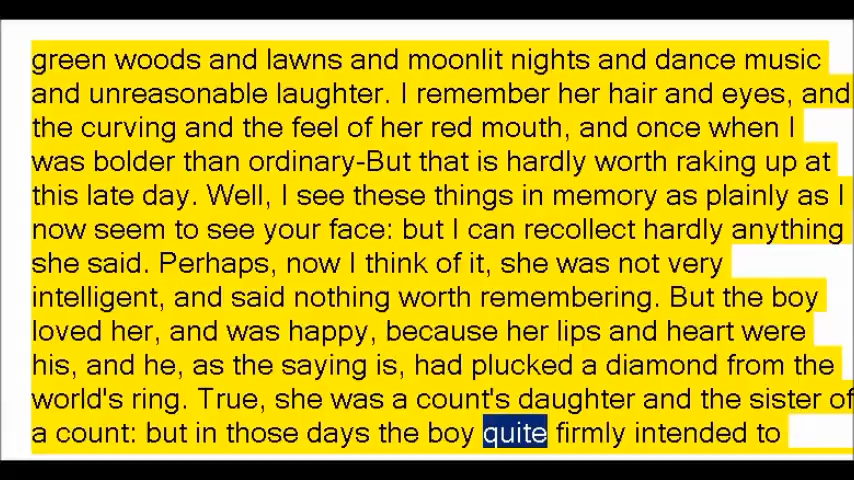 green woods and lawns and moonlit nights and dance music
and unreasonable laughter. I remember her hair and eyes, and
the curving and the feel of her red mouth, and once when I
was bolder than ordinary-But that is hardly worth raking up at
this late day. Well, I see these things in memory as plainly as I
now seem to see your face: but I can recollect hardly anything
she said. Perhaps, now I think of it, she was not very
intelligent, and said nothing worth remembering. But the boy
loved her, and was happy, because her lips and heart were
his, and he, as the saying is, had plucked a diamond from the
world's ring. True, she was a count's daughter and the sister of
a count: but in those days the boy quite firmly intended to